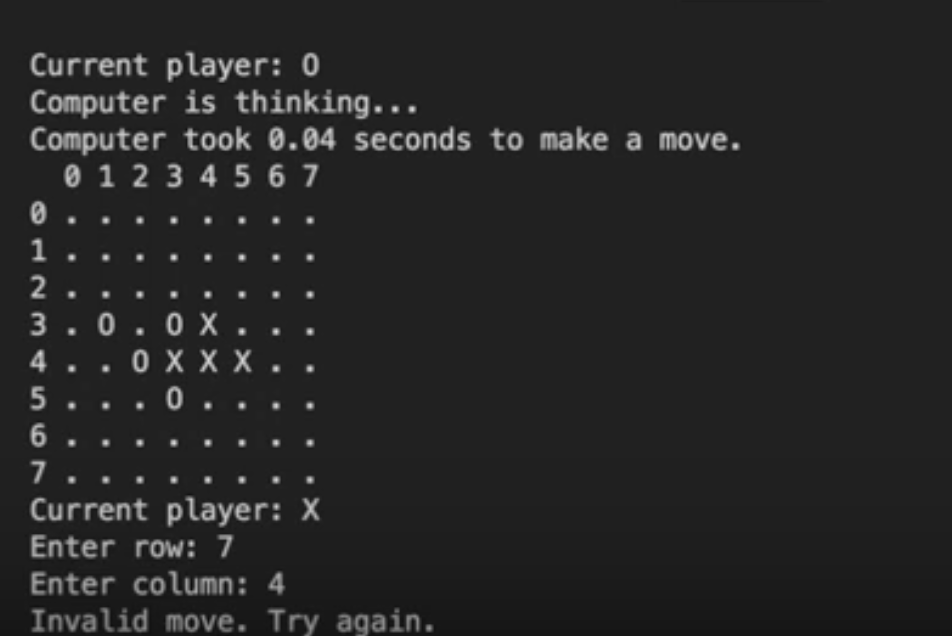 Current player: O
Computer is thinking...
Computer took 0.04 seconds to make a move.
  0 1 2 3 4 5 6 7
0 . . . . . . . .
1 . . . . . . . .
2 . . . . . . . .
3 . O . O X . . .
4 . . O X X X . .
5 . . . O . . . .
6 . . . . . . . .
7 . . . . . . . .
Current player: X
Enter row: 7
Enter column: 4
Invalid move. Try again.